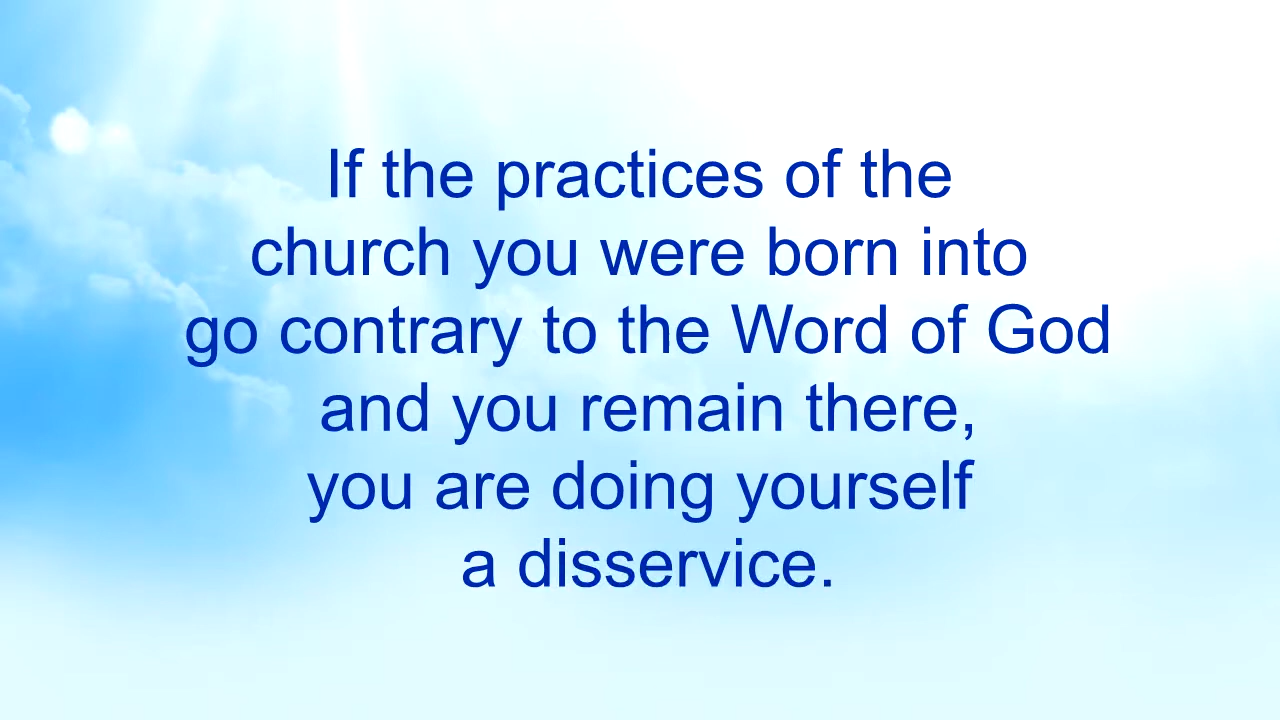 If the practices of the
church you were born into
go contrary to the Word of God
and you remain there,
you are doing yourself
a disservice.